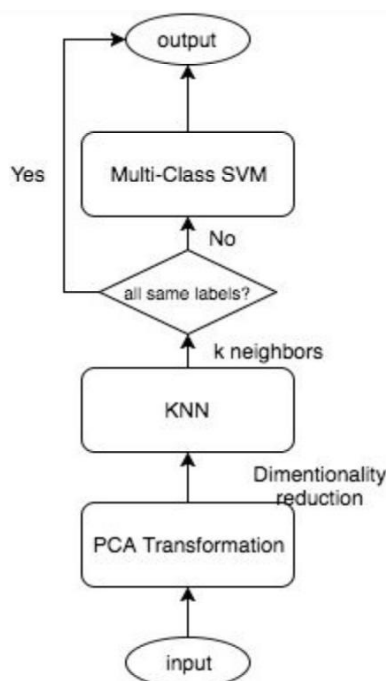 output
Yes
Multi-Class SVM
No
all same labels?
k neighbors
KNN
Dimentionality
reduction
PCA Transformation
input